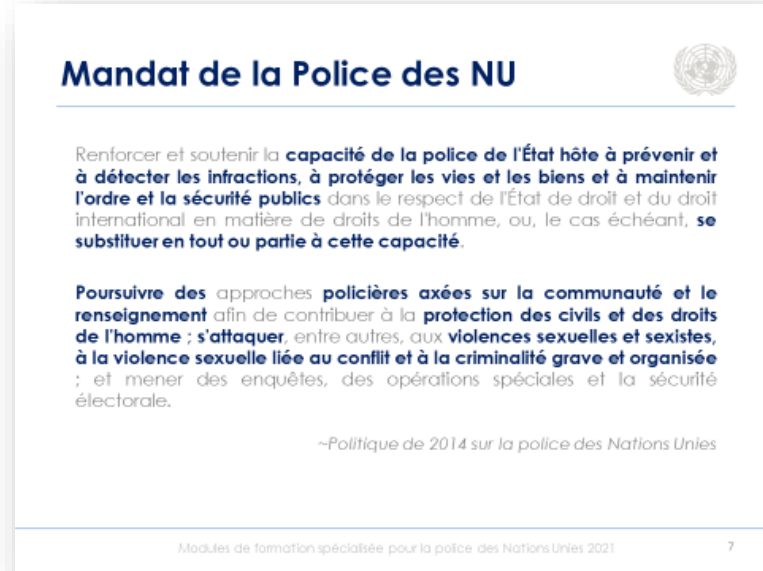 Mandat de la Police des NU
Renforcer et soutenir la capacité de la police de l'État hôte à prévenir et
à détecter les infractions, à protéger les vies et les biens et à maintenir
l'ordre et la sécurité publics dans le respect de l'État de droit et du droit
international en matière de droits de l'homme, ou, le cas échéant, se
substituer en tout ou partie à cette capacité.
Poursuivre des approches policières axées sur la communauté et le
renseignement afin de contribuer à la protection des civils et des droits
de l'homme ; s'attaquer, entre autres, aux violences sexuelles et sexistes,
à la violence sexuelle liée au conflit et à la criminalité grave et organisée
; et mener des enquêtes, des opérations spéciales et la sécurité
électorale.
~Politique de 2014 sur la police des Nations Unies
Modules de formation spécialisée pour la police des Nations Unies 2021
7